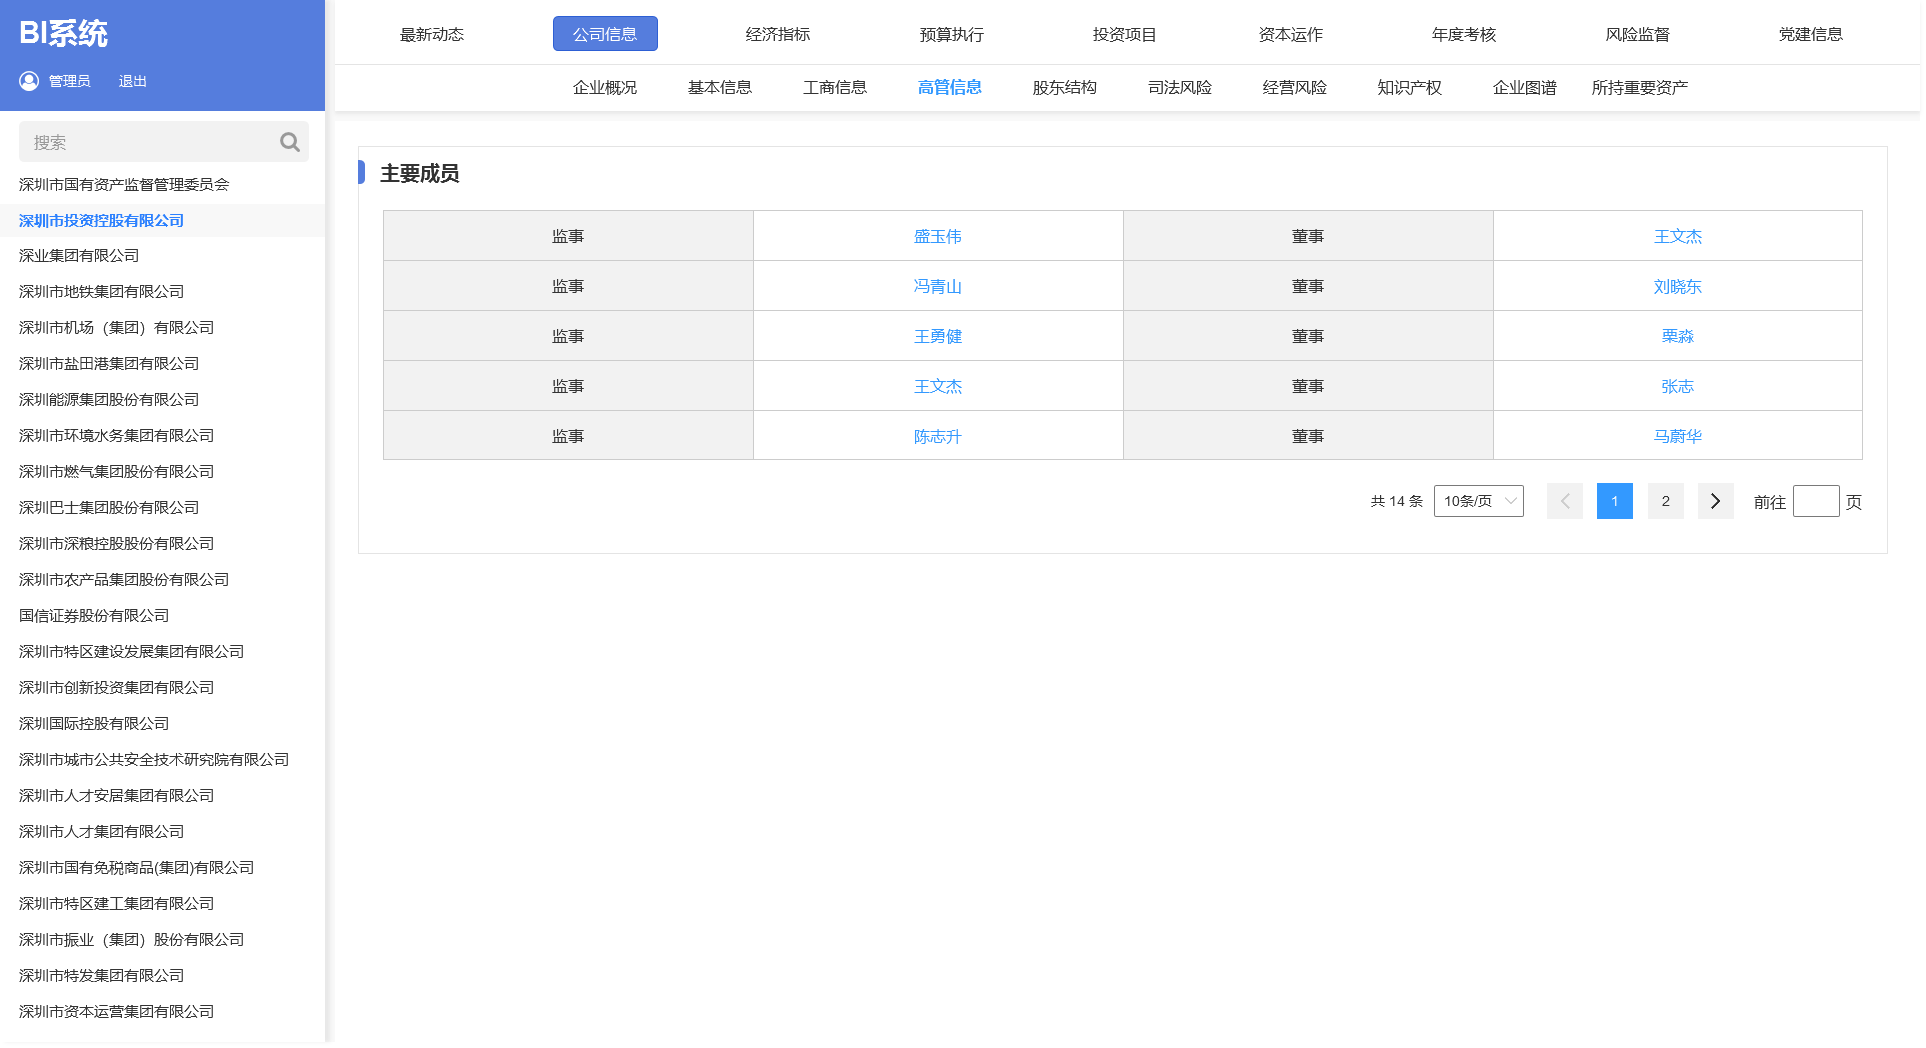 BI系统
管理员 退出
搜索
深圳市国有资产监督管理委员会
深圳市投资控股有限公司
深业集团有限公司
深圳市地铁集团有限公司
深圳市机场（集团）有限公司
深圳市盐田港集团有限公司
深圳能源集团股份有限公司
深圳市环境水务集团有限公司
深圳市燃气集团股份有限公司
深圳巴士集团股份有限公司
深圳市深粮控股股份有限公司
深圳市农产品集团股份有限公司
国信证券股份有限公司
深圳市特区建设发展集团有限公司
深圳市创新投资集团有限公司
深圳国际控股有限公司
深圳市城市公共安全技术研究院有限公司
深圳市人才安居集团有限公司
深圳市人才集团有限公司
深圳市国有免税商品(集团)有限公司
深圳市特区建工集团有限公司
深圳市振业（集团）股份有限公司
深圳市特发集团有限公司
深圳市资本运营集团有限公司
最新动态 公司信息 经济指标 预算执行 投资项目 资本运作 年度考核 风险监督 党建信息
企业概况 基本信息 工商信息 高管信息 股东结构 司法风险 经营风险 知识产权 企业图谱 所持重要资产
主要成员
监事 盛玉伟 董事 王文杰
监事 冯青山 董事 刘晓东
监事 王勇健 董事 栗淼
监事 王文杰 董事 张志
监事 陈志升 董事 马蔚华
共 14 条 10条/页 1 2 前往 页